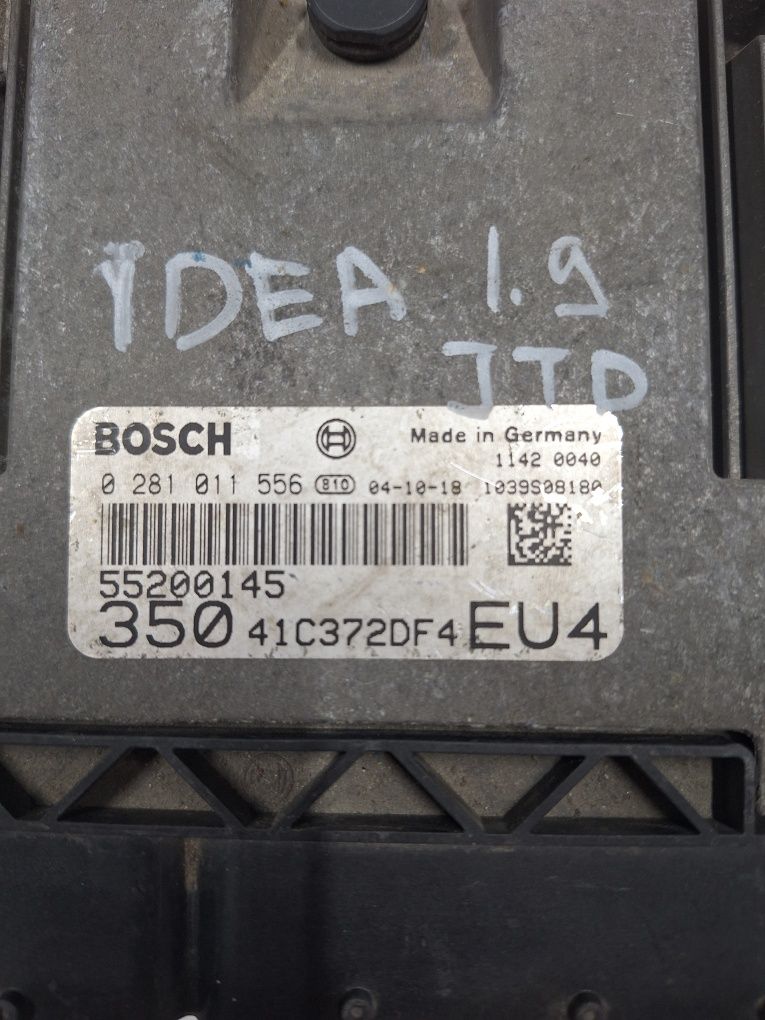 IDEA 1.9
JTD
BOSCH Made in Germany
1142 0040
0 281 011 556 810 04-10-18 1039S08180
55200145
350 41C372DF4 EU4